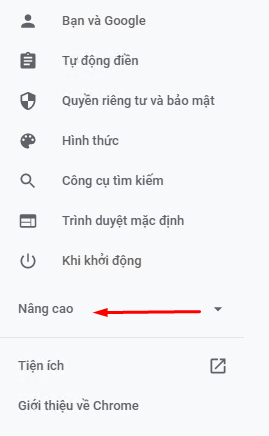 Bạn và Google
Tự động điền
Quyền riêng tư và bảo mật
Hình thức
Công cụ tìm kiếm
Trình duyệt mặc định
Khi khởi động
Nâng cao
Tiện ích
Giới thiệu về Chrome